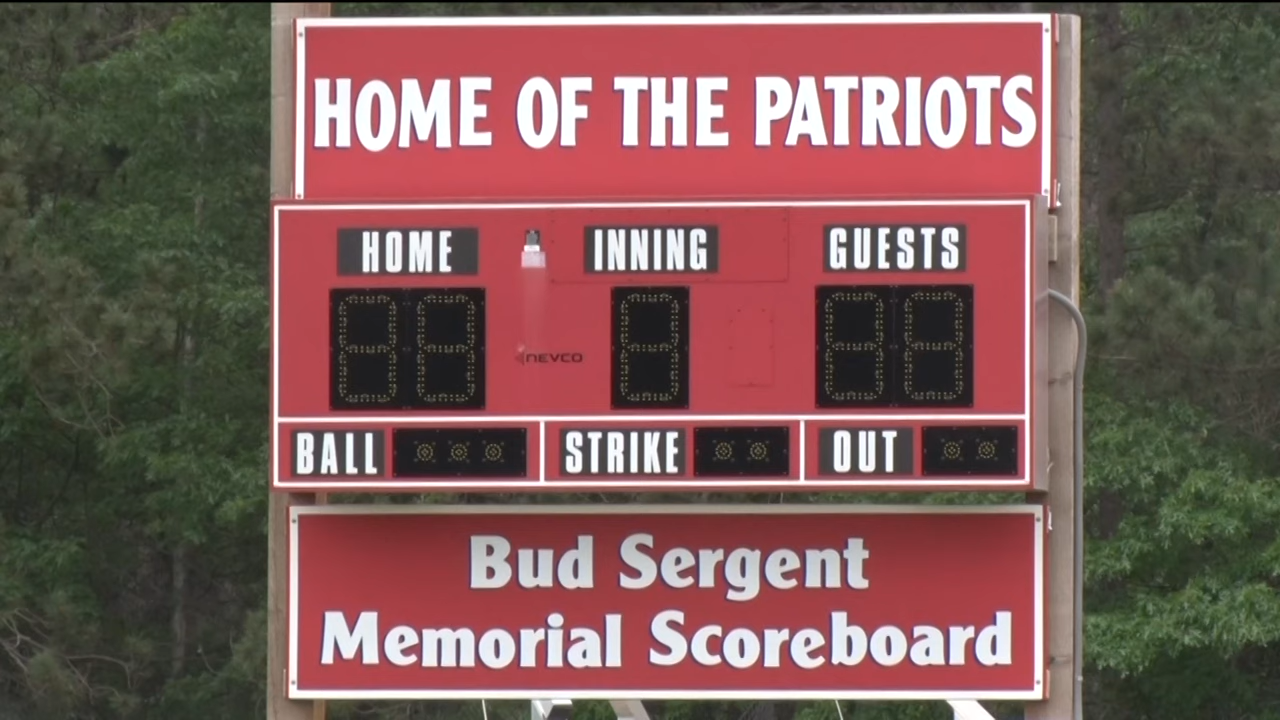 HOME OF THE PATRIOTS
HOME INNING GUESTS
NEVCO
BALL STRIKE OUT
Bud Sergent
Memorial Scoreboard